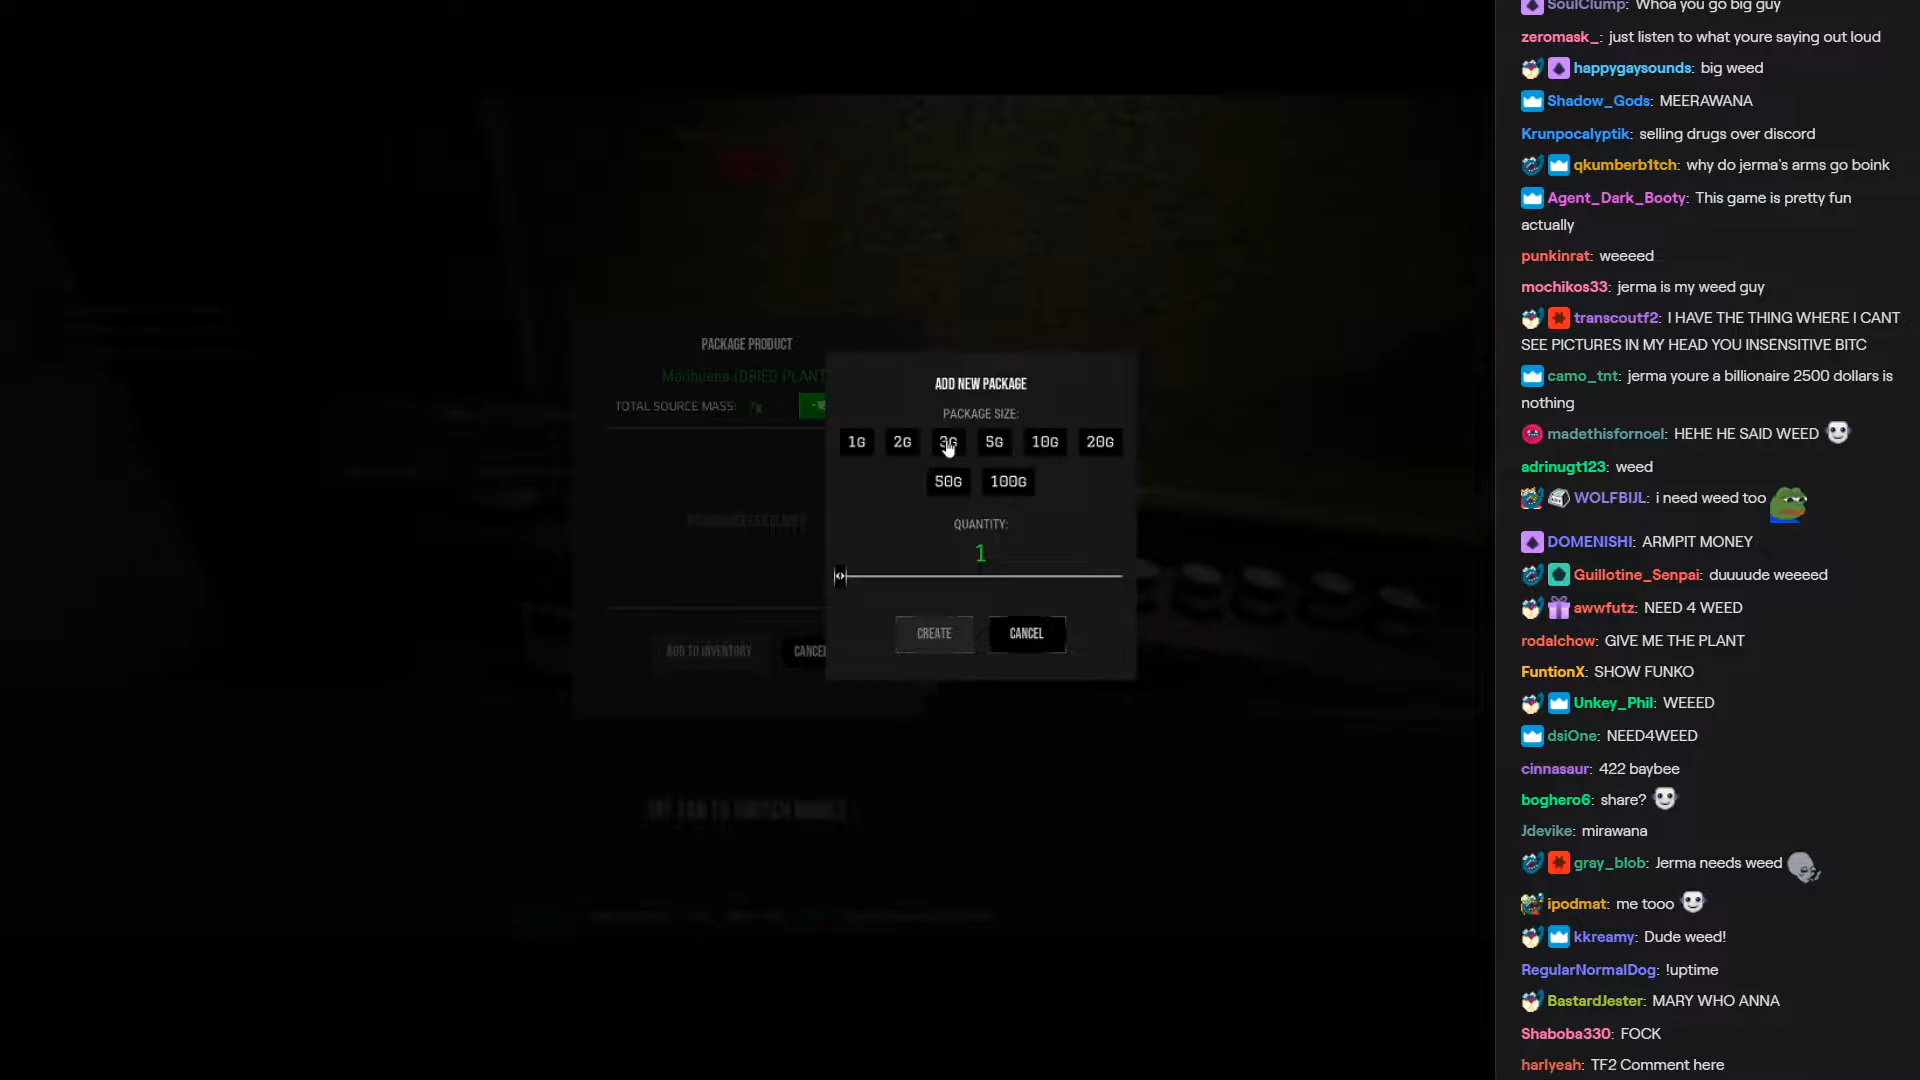 PACKAGE PRODUCT
Marihuana (DRIED PLANT
TOTAL SOURCE MASS:
ADD TO INVENTORY
CANCEL
ADD NEW PACKAGE
PACKAGE SIZE:
1G 2G 3G 5G 10G 20G
50G 100G
QUANTITY:
1
CREATE CANCEL
SoulClump: Whoa you go big guy
zeromask_: just listen to what youre saying out loud
happygaysounds: big weed
Shadow_Gods: MEERAWANA
Krunpocalyptik: selling drugs over discord
qkumberb1tch: why do jerma's arms go boink
Agent_Dark_Booty: This game is pretty fun
actually
punkinrat: weeeed
mochikos33: jerma is my weed guy
transcoutf2: I HAVE THE THING WHERE I CANT
SEE PICTURES IN MY HEAD YOU INSENSITIVE BITC
camo_tnt: jerma youre a billionaire 2500 dollars is
nothing
madethisfornoel: HEHE HE SAID WEED
adrinugt123: weed
WOLFBIJL: i need weed too
DOMENISHI: ARMPIT MONEY
Guillotine_Senpai: duuuude weeeed
awwfutz: NEED 4 WEED
rodalchow: GIVE ME THE PLANT
FuntionX: SHOW FUNKO
Unkey_Phil: WEEED
dsiOne: NEED4WEED
cinnasaur: 422 baybee
boghero6: share?
Jdevike: mirawana
gray_blob: Jerma needs weed
ipodmat: me tooo
kkreamy: Dude weed!
RegularNormalDog: !uptime
BastardJester: MARY WHO ANNA
Shaboba330: FOCK
harlyeah: TF2 Comment here